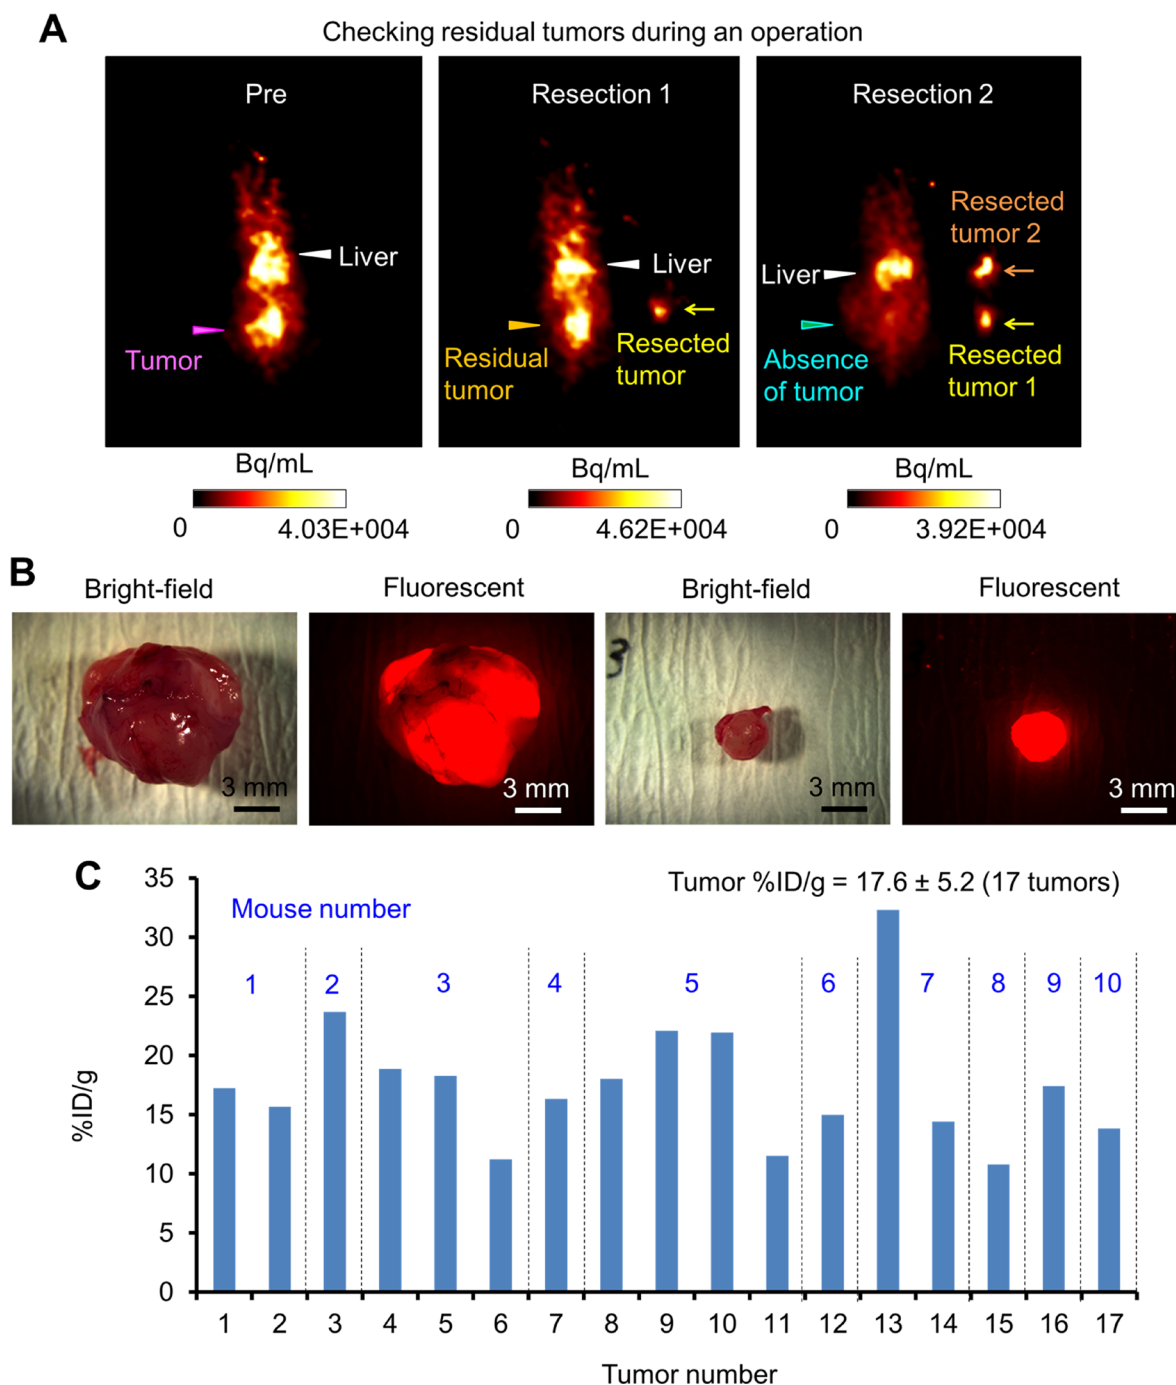 A
Checking residual tumors during an operation
Pre
Resection 1
Resection 2
Liver
Tumor
Liver
Residual
tumor
Resected
tumor
Resected
tumor 2
Liver
Absence
of tumor
Resected
tumor 1
Bq/mL
0 4.03E+004
Bq/mL
0 4.62E+004
Bq/mL
0 3.92E+004
B
Bright-field
Fluorescent
Bright-field
Fluorescent
3 mm
3 mm
3
3 mm
3 mm
C
Tumor %ID/g = 17.6 ± 5.2 (17 tumors)
Mouse number
1 2 3 4 5 6 7 8 9 10
%ID/g
35
30
25
20
15
10
5
0
1 2 3 4 5 6 7 8 9 10 11 12 13 14 15 16 17
Tumor number